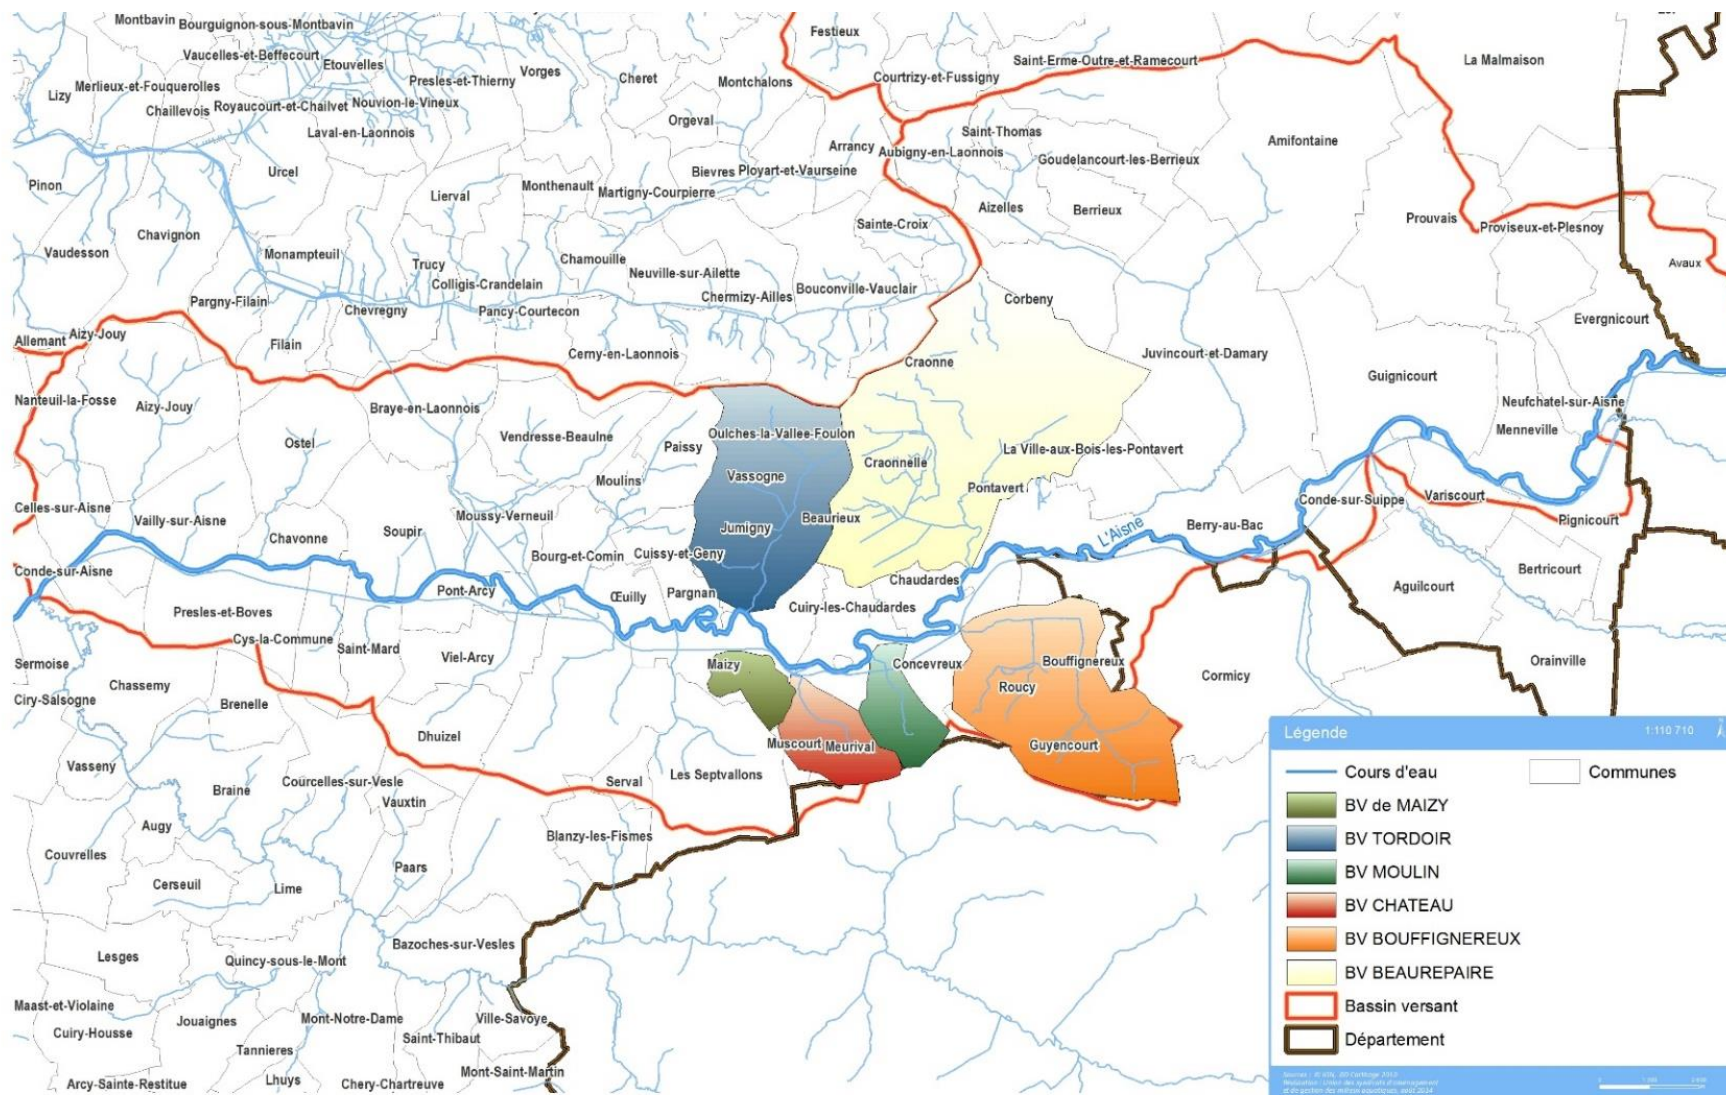 Montbavin
Bourguignon-sous-Montbavin
Festieux
Vaucelles-et-Beffecourt
Etouvelles
Vorges
Cheret
Montchalons
Courtrizy-et-Fussigny
Saint-Erme-Outre-et-Ramecourt
La Malmaison
Lizy
Merlieux-et-Fouquerolles
Presles-et-Thierny
Chaillevois
Royaucourt-et-Chailvet
Nouvion-le-Vineux
Laval-en-Laonnois
Orgeval
Saint-Thomas
Amifontaine
Arrancy
Aubigny-en-Laonnois
Goudelancourt-les-Berrieux
Pinon
Urcel
Lierval
Monthenault
Martigny-Courpierre
Bievres
Ployart-et-Vaurseine
Aizelles
Berrieux
Prouvais
Proviseux-et-Plesnoy
Sainte-Croix
Vaudesson
Chavignon
Monampteuil
Trucy
Chamouille
Neuville-sur-Ailette
Avaux
Colligis-Crandelain
Chermizy-Ailles
Bouconville-Vauclair
Corbeny
Pargny-Filain
Chevregny
Pancy-Courtecon
Evergnicourt
Allemant
Aizy-Jouy
Filain
Cerny-en-Laonnois
Craonne
Juvincourt-et-Damary
Guignicourt
Nanteuil-la-Fosse
Aizy-Jouy
Braye-en-Laonnois
Neufchatel-sur-Aisne
Menneville
Ostel
Vendresse-Beaulne
Paissy
Oulches-la-Vallee-Foulon
La Ville-aux-Bois-les-Pontavert
Craonnelle
Vassogne
Moulins
Pontavert
Celles-sur-Aisne
Vailly-sur-Aisne
Soupir
Moussy-Verneuil
Jumigny
Beaurieux
Berry-au-Bac
Conde-sur-Suippe
Variscourt
Pignicourt
L'Aisne
Chavonne
Bourg-et-Comin
Cuissy-et-Geny
Conde-sur-Aisne
Chaudardes
Aguilcourt
Bertricourt
Presles-et-Boves
Pont-Arcy
Œuilly
Pargnan
Cuiry-les-Chaudardes
Cys-la-Commune
Saint-Mard
Viel-Arcy
Maizy
Concevreux
Bouffignereux
Orainville
Sermoise
Chassemy
Roucy
Cormicy
Ciry-Salsogne
Brenelle
Dhuizel
Muscourt
Meurival
Guyencourt
Vasseny
Braine
Courcelles-sur-Vesle
Vauxtin
Serval
Les Septvallons
Augy
Blanzy-les-Fismes
Couvrelles
Paars
Cerseuil
Lime
Lesges
Quincy-sous-le-Mont
Bazoches-sur-Vesles
Maast-et-Violaine
Jouaignes
Mont-Notre-Dame
Ville-Savoye
Cuiry-Housse
Saint-Thibaut
Tannieres
Arcy-Sainte-Restitue
Lhuys
Chery-Chartreuve
Mont-Saint-Martin
Légende
1:110 710
Cours d'eau
Communes
BV de MAIZY
BV TORDOIR
BV MOULIN
BV CHATEAU
BV BOUFFIGNEREUX
BV BEAUREPAIRE
Bassin versant
Département